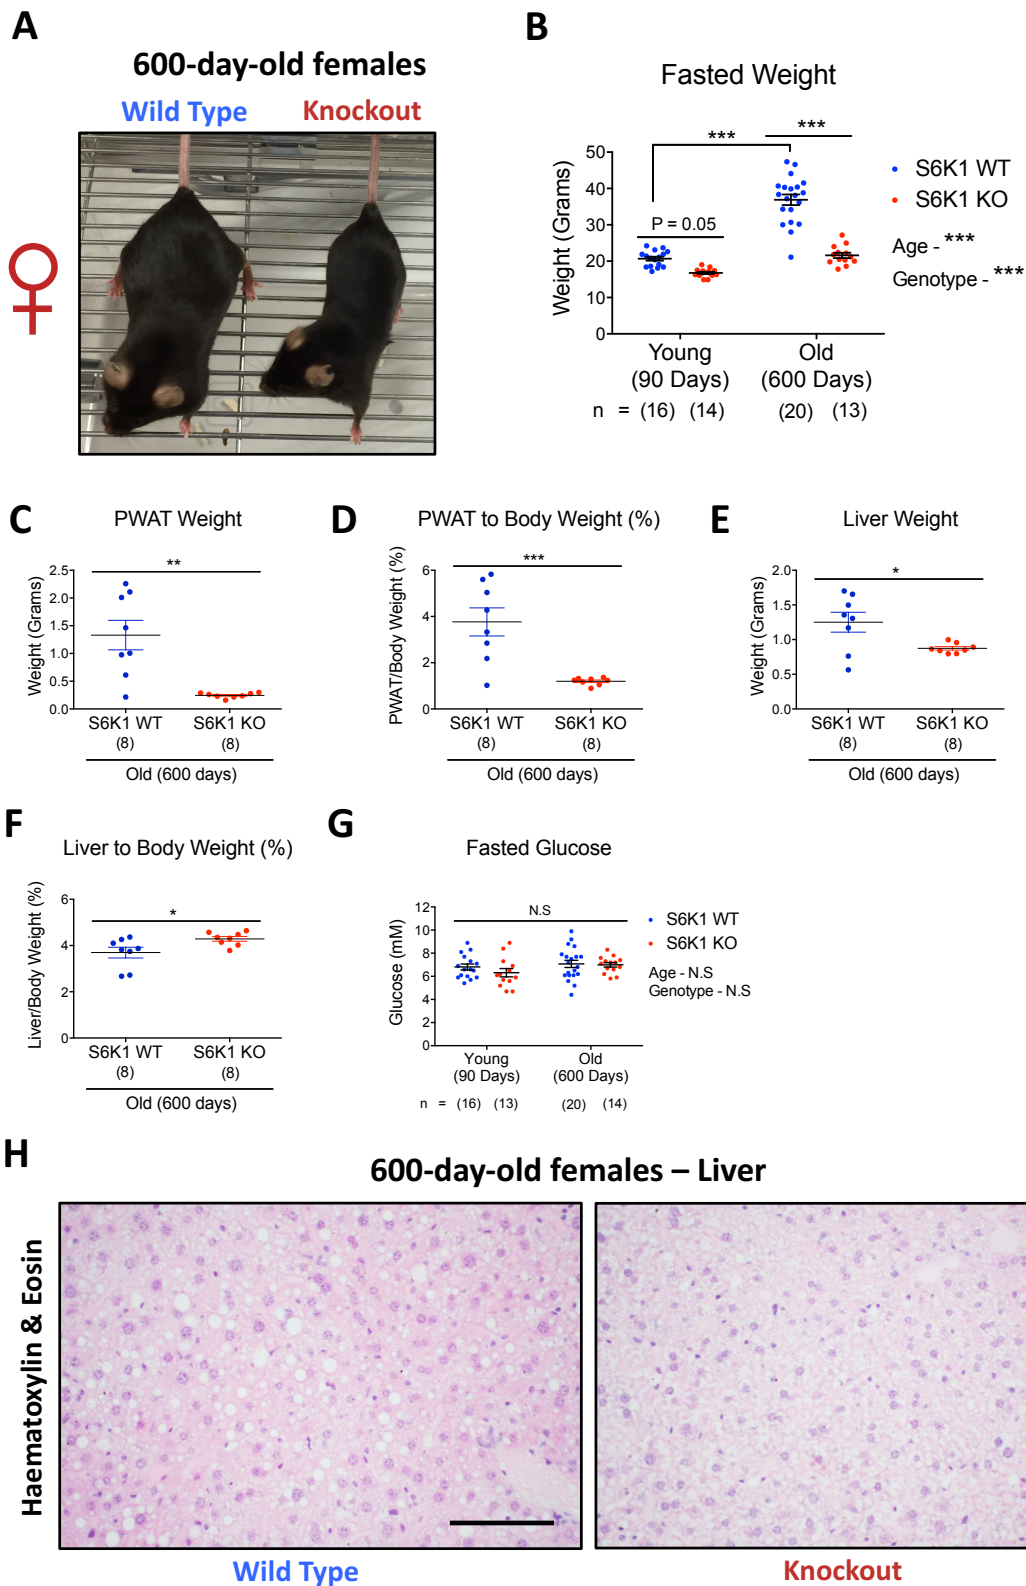 A
600-day-old females
Wild Type Knockout
B
Fasted Weight
***
***
P = 0.05
Weight (Grams)
50
40
30
20
10
0
S6K1 WT
S6K1 KO
Age - ***
Genotype - ***
Young
(90 Days)
Old
(600 Days)
n = (16) (14) (20) (13)
C
PWAT Weight
**
Weight (Grams)
2.5
2.0
1.5
1.0
0.5
0.0
S6K1 WT S6K1 KO
(8) (8)
Old (600 days)
D
PWAT to Body Weight (%)
***
PWAT/Body Weight (%)
6
4
2
0
S6K1 WT S6K1 KO
(8) (8)
Old (600 days)
E
Liver Weight
*
Weight (Grams)
2.0
1.5
1.0
0.5
0.0
S6K1 WT S6K1 KO
(8) (8)
Old (600 days)
F
Liver to Body Weight (%)
*
Liver/Body Weight (%)
6
4
2
0
S6K1 WT S6K1 KO
(8) (8)
Old (600 days)
G
Fasted Glucose
N.S
Glucose (mM)
12
10
8
6
4
2
0
S6K1 WT
S6K1 KO
Age - N.S
Genotype - N.S
Young
(90 Days)
Old
(600 Days)
n = (16) (13) (20) (14)
H
600-day-old females – Liver
Haematoxylin & Eosin
Wild Type
Knockout